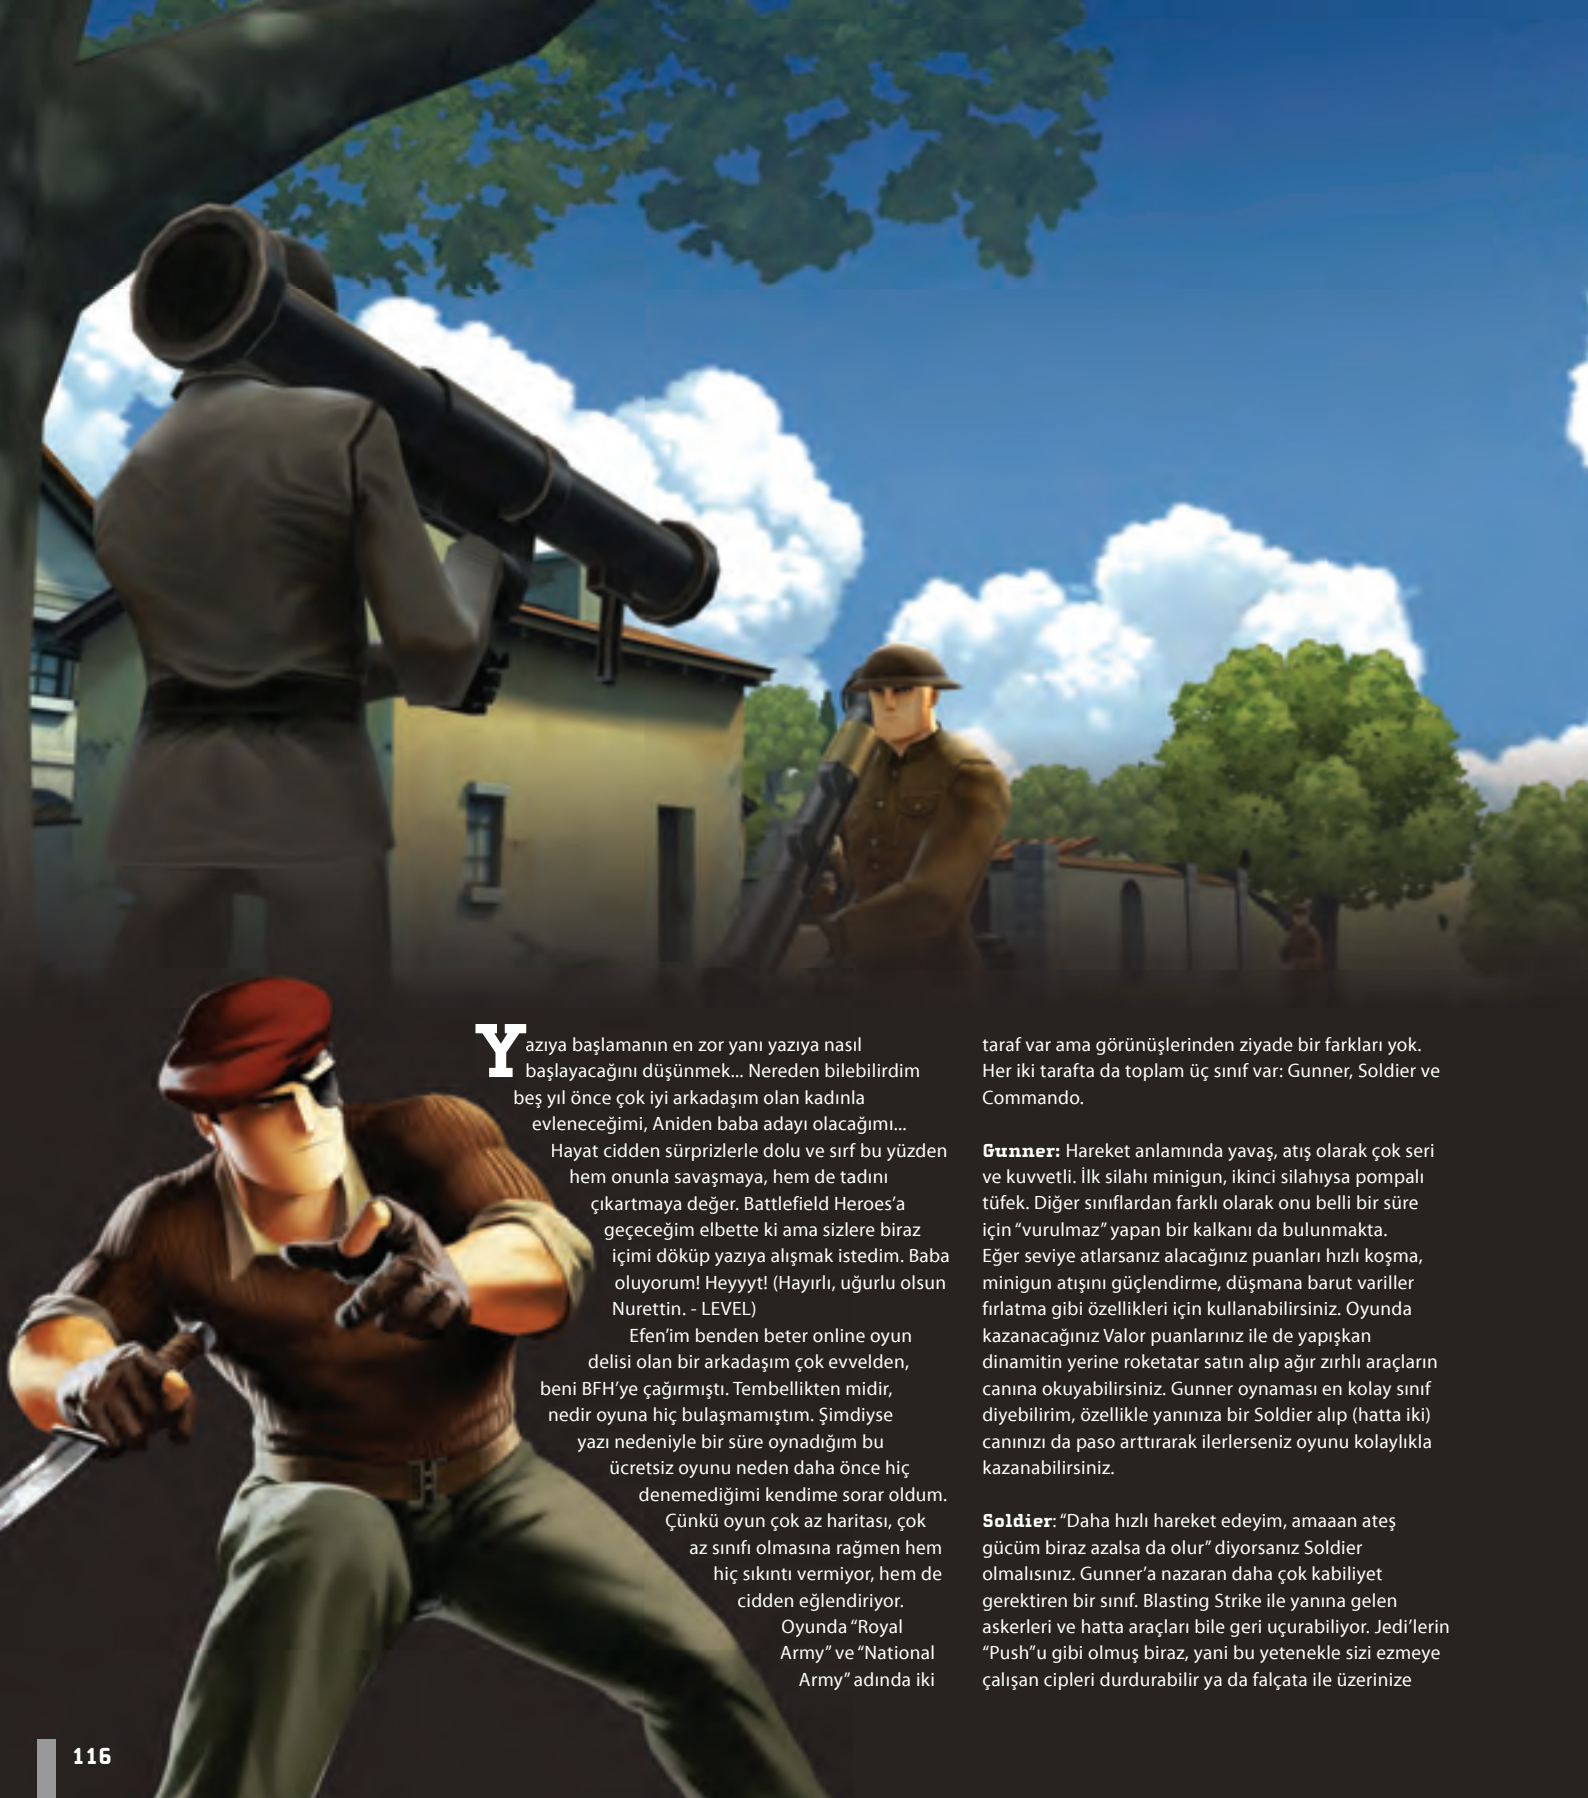 Yazıya başlamanın en zor yanı yazıya nasıl
başlayacağını düşünmek... Nereden bilebilirdim
beş yıl önce çok iyi arkadaşım olan kadınla
evleneceğimi, Aniden baba adayı olacağımı...
Hayat cidden sürprizlerle dolu ve sırf bu yüzden
hem onunla savaşmaya, hem de tadını
çıkartmaya değer. Battlefield Heroes’a
geçeceğim elbette ki ama sizlere biraz
içimi döküp yazıya alışmak istedim. Baba
oluyorum! Heyyyt! (Hayırlı, uğurlu olsun
Nurettin. - LEVEL)
Efen’im benden beter online oyun
delisi olan bir arkadaşım çok evvelden,
beni BFH’ye çağırmıştı. Tembellikten midir,
nedir oyuna hiç bulaşmamıştım. Şimdiyse
yazı nedeniyle bir süre oynadığım bu
ücretsiz oyunu neden daha önce hiç
denemediğimi kendime sorar oldum.
Çünkü oyun çok az haritası, çok
az sınıfı olmasına rağmen hem
hiç sıkıntı vermiyor, hem de
cidden eğlendiriyor.
Oyunda “Royal
Army” ve “National
Army” adında iki
taraf var ama görünüşlerinden ziyade bir farkları yok.
Her iki tarafta da toplam üç sınıf var: Gunner, Soldier ve
Commando.
Gunner: Hareket anlamında yavaş, atış olarak çok seri
ve kuvvetli. İlk silahı minigun, ikinci silahıysa pompalı
tüfek. Diğer sınıflardan farklı olarak onu belli bir süre
için “vurulmaz” yapan bir kalkanı da bulunmakta.
Eğer seviye atlarsanız alacağınız puanları hızlı koşma,
minigun atışını güçlendirme, düşmana barut variller
fırlatma gibi özellikleri için kullanabilirsiniz. Oyunda
kazanacağınız Valor puanlarınız ile de yapışkan
dinamitin yerine roketatar satın alıp ağır zırhlı araçların
canına okuyabilirsiniz. Gunner oynaması en kolay sınıf
diyebilirim, özellikle yanınıza bir Soldier alıp (hatta iki)
canınızı da paso arttırarak ilerlerseniz oyunu kolaylıkla
kazanabilirsiniz.
Soldier: “Daha hızlı hareket edeyim, amaaan ateş
gücüm biraz azalsa da olur” diyorsanız Soldier
olmalısınız. Gunner’a nazaran daha çok kabiliyet
gerektiren bir sınıf. Blasting Strike ile yanına gelen
askerleri ve hatta araçları bile geri uçurabiliyor. Jedi’lerin
“Push”u gibi olmuş biraz, yani bu yetenekle sizi ezmeye
çalışan cipleri durdurabilir ya da falçata ile üzerinize
116